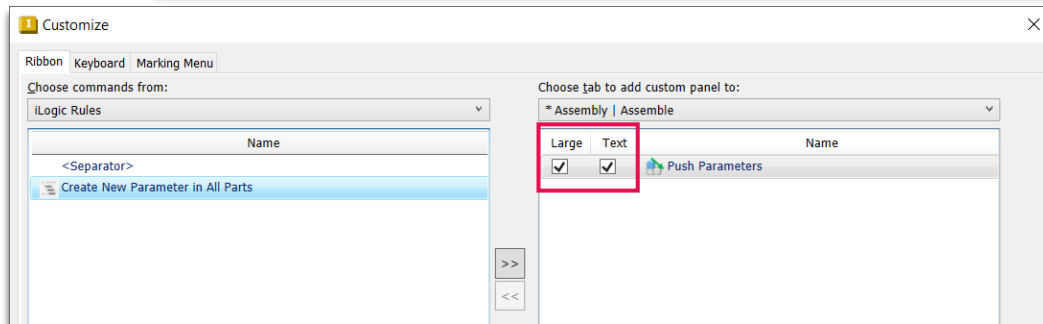 I Customize
Ribbon Keyboard Marking Menu
Choose commands from: Choose tab to add custom panel to:
iLogic Rules * Assembly | Assemble
Name Large Text Name
<Separator> Push Parameters
Create New Parameter in All Parts
>>
<<